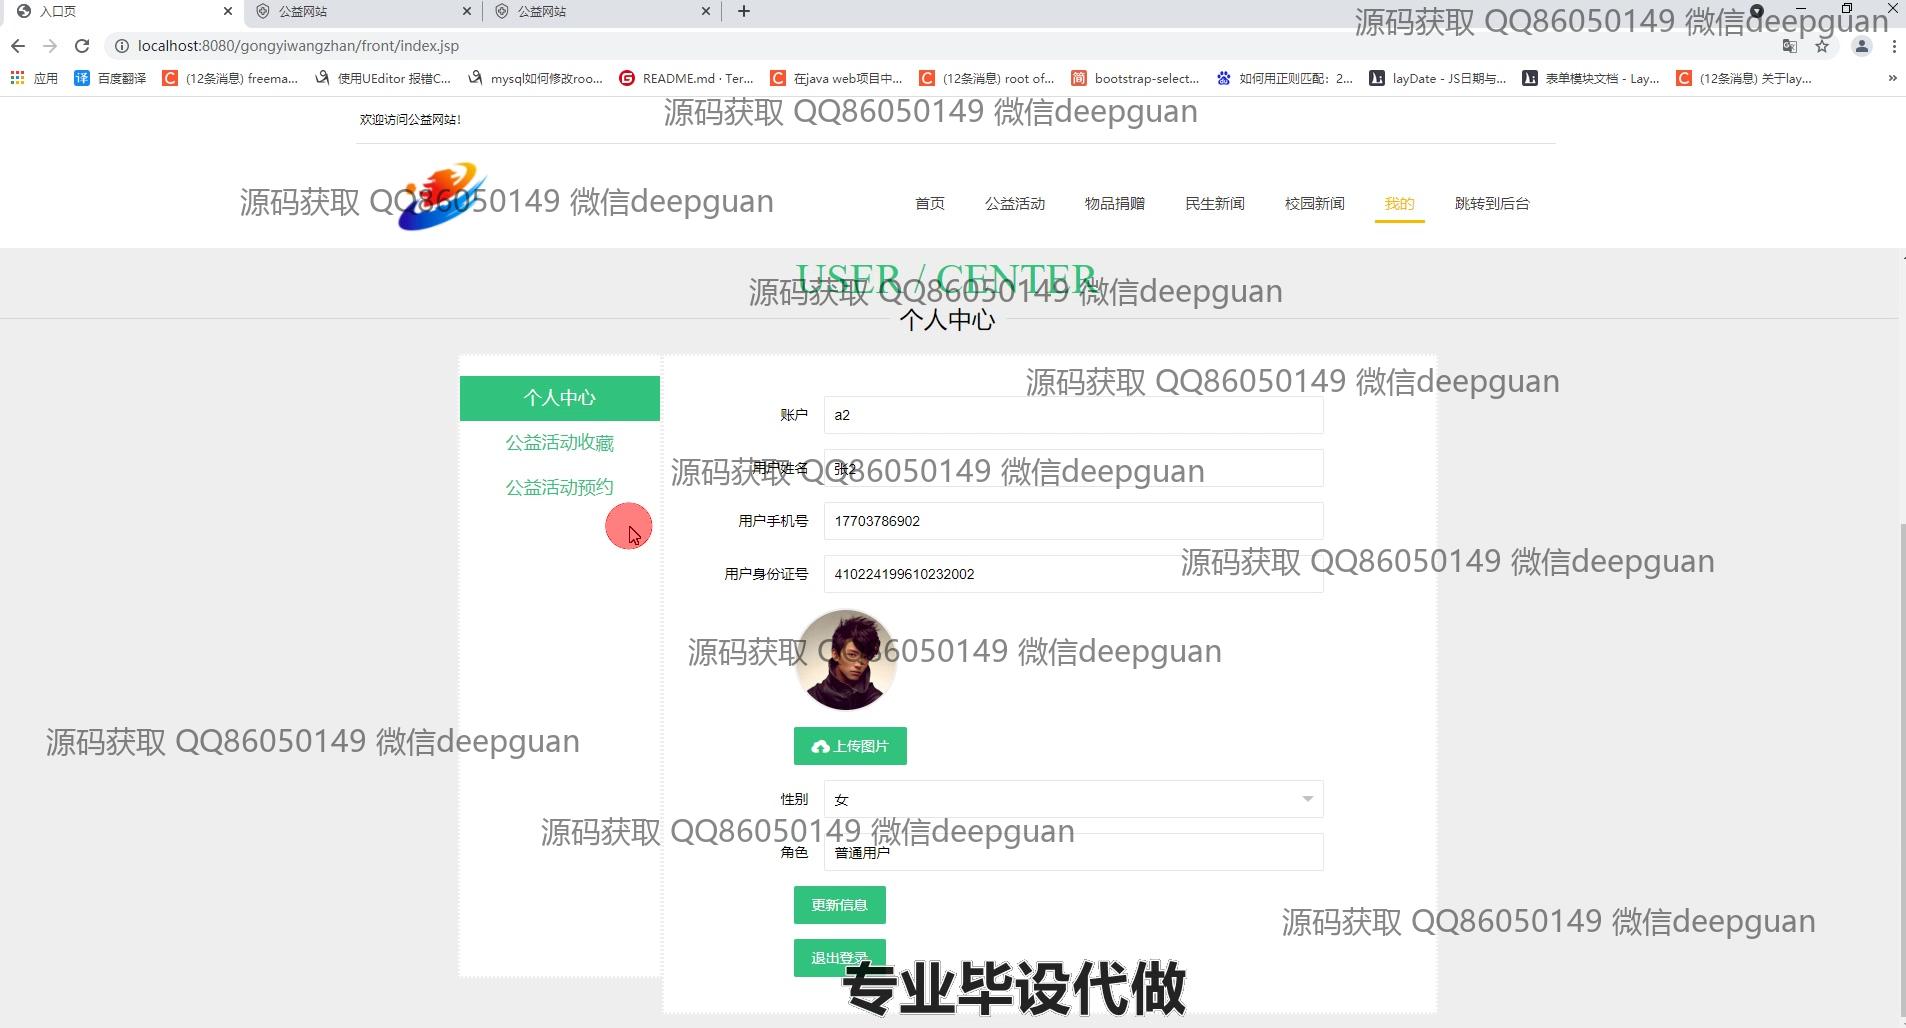 入口页
公益网站
公益网站
源码获取 QQ86050149 微信deepguan
localhost:8080/gongyiwangzhan/front/index.jsp
应用
百度翻译
(12条消息) freema...
使用UEditor 报错C...
mysql如何修改roo...
README.md · Ter...
在java web项目中...
(12条消息) root of...
bootstrap-select...
如何用正则匹配：2...
layDate - JS日期与...
表单模块文档 - Lay...
(12条消息) 关于lay...
»
欢迎访问公益网站！
源码获取 QQ86050149 微信deepguan
源码获取 QQ86050149 微信deepguan
首页
公益活动
物品捐赠
民生新闻
校园新闻
我的
跳转到后台
USER / CENTER
源码获取 QQ86050149 微信deepguan
个人中心
源码获取 QQ86050149 微信deepguan
个人中心
公益活动收藏
公益活动预约
账户
a2
用户姓名
张2
源码获取 QQ86050149 微信deepguan
用户手机号
17703786902
源码获取 QQ86050149 微信deepguan
用户身份证号
410224199610232002
源码获取 QQ86050149 微信deepguan
上传图片
源码获取 QQ86050149 微信deepguan
性别
女
源码获取 QQ86050149 微信deepguan
角色
普通用户
更新信息
源码获取 QQ86050149 微信deepguan
退出登录
专业毕设代做